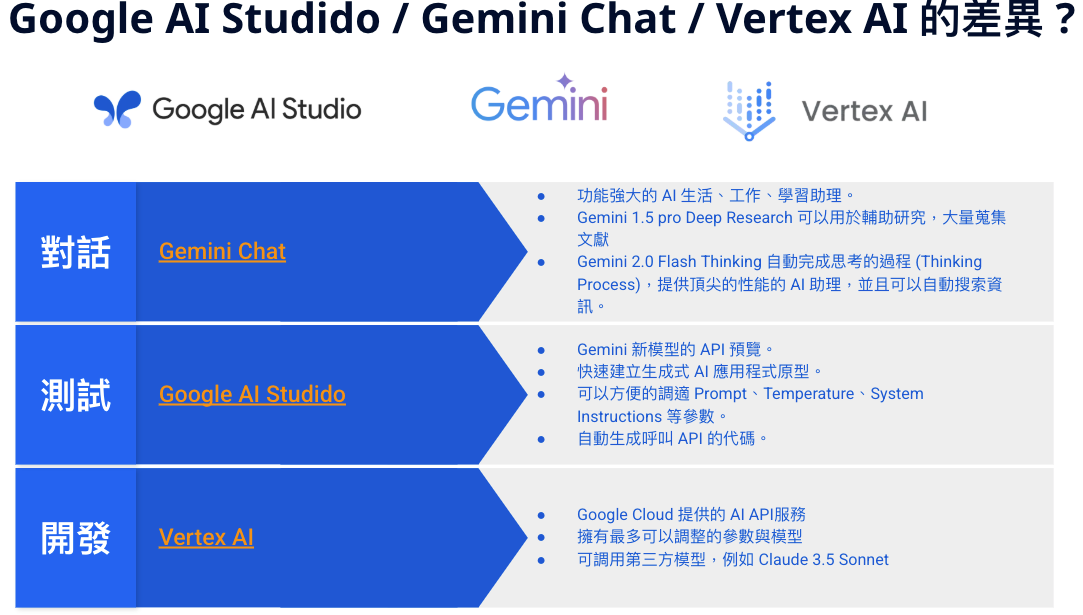 Google AI Studido / Gemini Chat / Vertex AI 的差異？
Google AI Studio
Gemini
Vertex AI
對話
Gemini Chat
● 功能強大的 AI 生活、工作、學習助理。
● Gemini 1.5 pro Deep Research 可以用於輔助研究，大量蒐集
文獻
● Gemini 2.0 Flash Thinking 自動完成思考的過程 (Thinking
Process)，提供頂尖的性能的 AI 助理，並且可以自動搜索資
訊。
測試
Google AI Studido
● Gemini 新模型的 API 預覽。
● 快速建立生成式 AI 應用程式原型。
● 可以方便的調適 Prompt、Temperature、System
Instructions 等參數。
● 自動生成呼叫 API 的代碼。
開發
Vertex AI
● Google Cloud 提供的 AI API服務
● 擁有最多可以調整的參數與模型
● 可調用第三方模型，例如 Claude 3.5 Sonnet